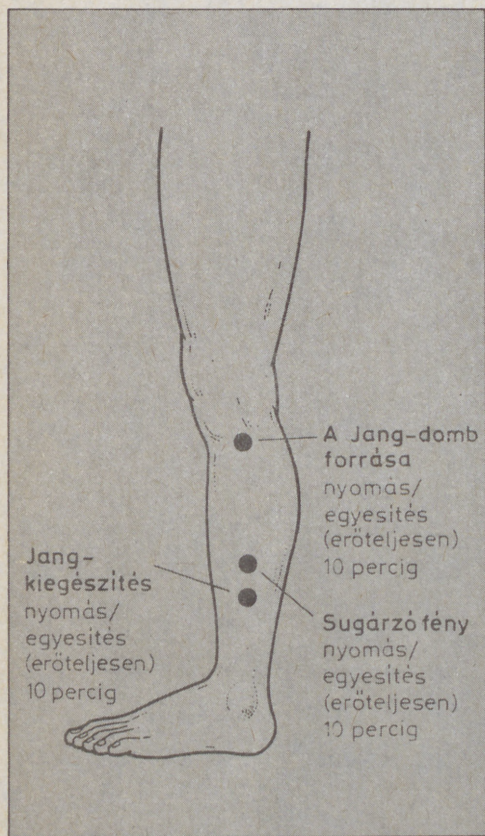 A Jang-domb
forrása
nyomás/
egyesítés
(erőteljesen)
10 percig
Jang-
kiegészítés
nyomás/
egyesítés
(erőteljesen)
10 percig
Sugárzó fény
nyomás/
egyesítés
(erőteljesen)
10 percig